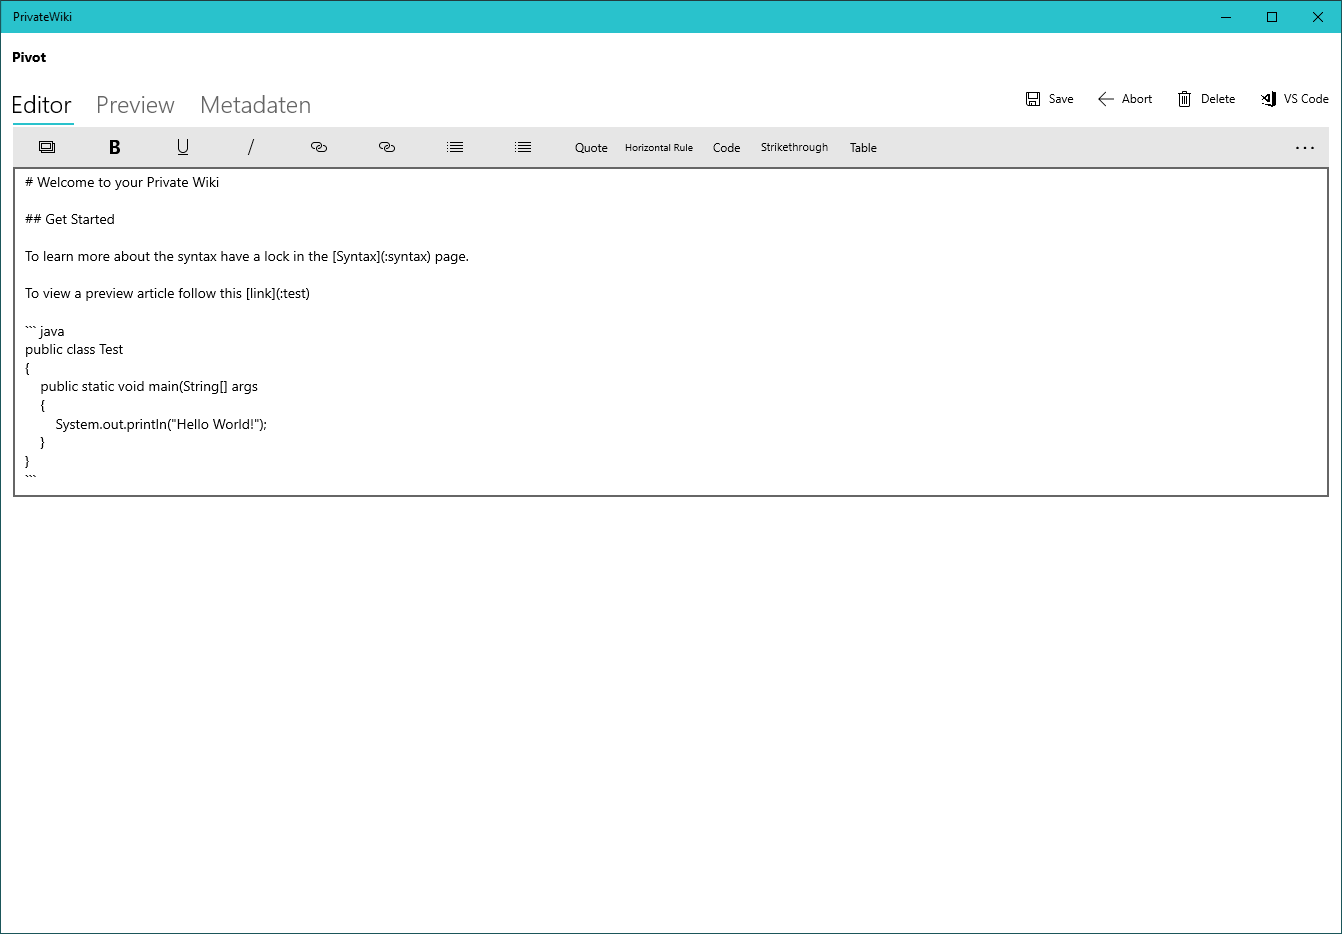 PrivateWiki
Pivot
Editor Preview Metadaten
Save Abort Delete VS Code
B U / Quote Horizontal Rule Code Strikethrough Table ...
# Welcome to your Private Wiki
## Get Started
To learn more about the syntax have a lock in the [Syntax](:syntax) page.
To view a preview article follow this [link](:test)
``` java
public class Test
{
    public static void main(String[] args
    {
        System.out.println("Hello World!");
    }
}
```